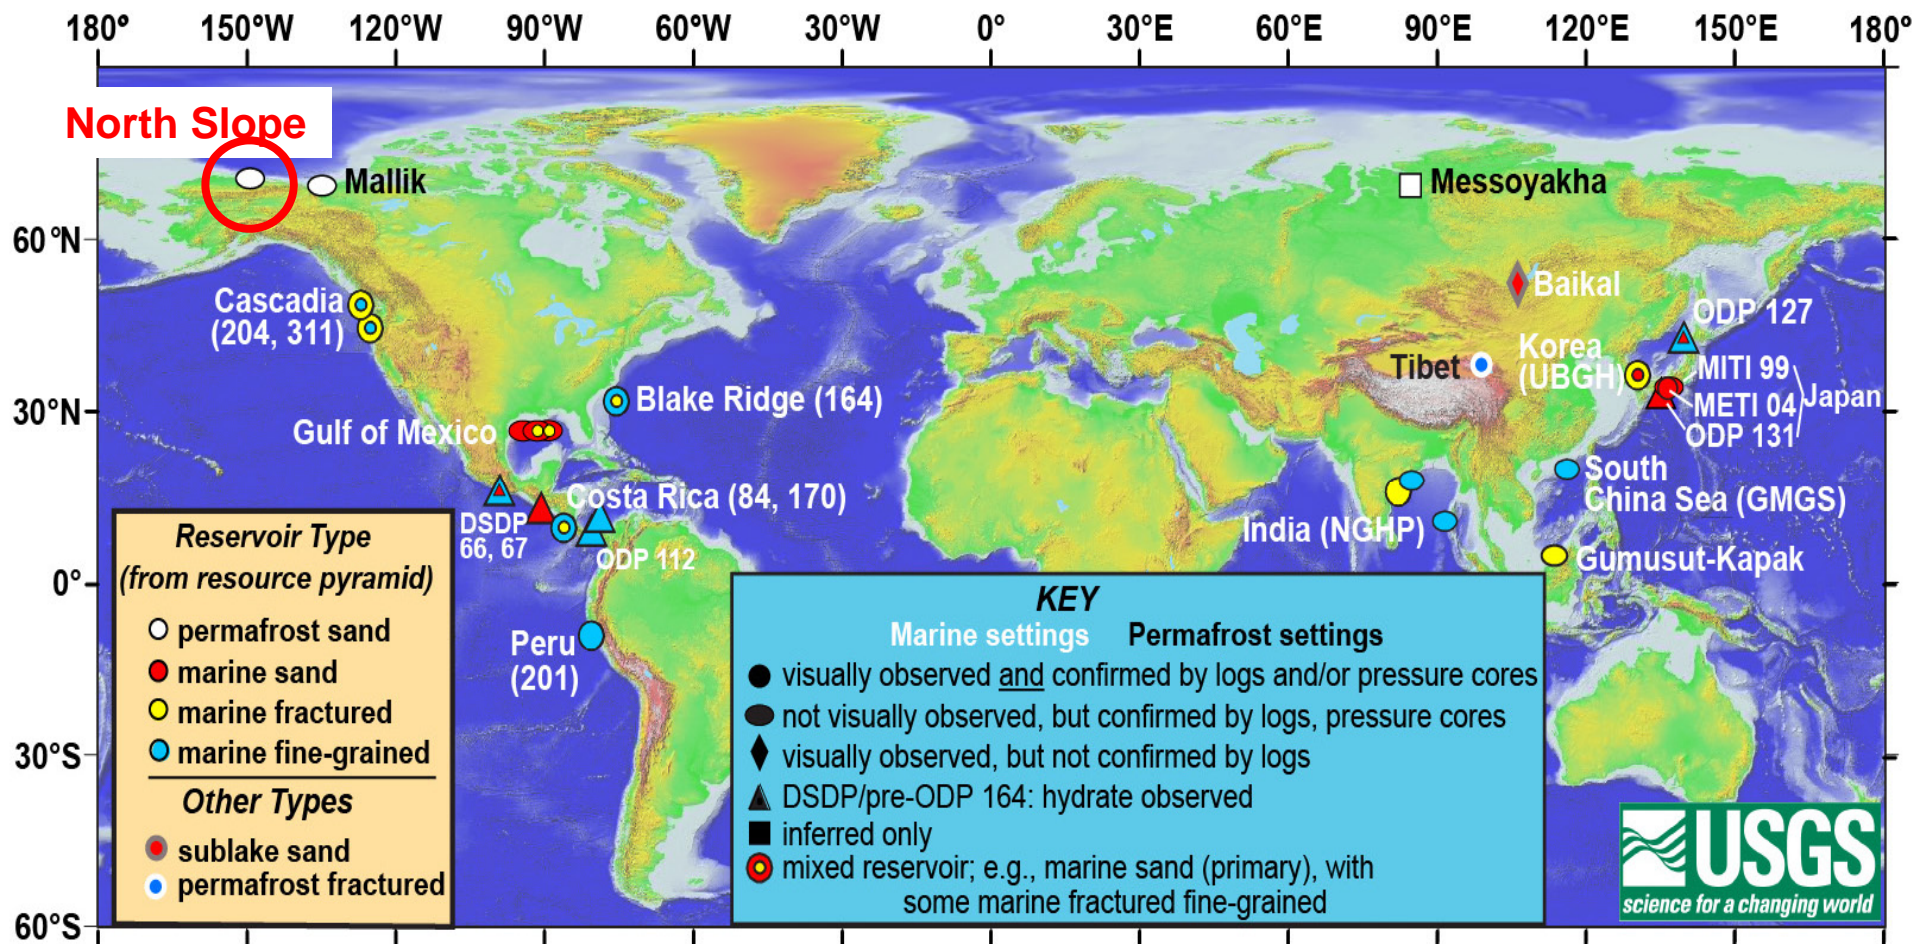 180° 150°W 120°W 90°W 60°W 30°W 0° 30°E 60°E 90°E 120°E 150°E 180°
North Slope
Mallik
Messoyakha
60°N
Baikal
Cascadia
(204, 311)
ODP 127
Korea
(UBGH)
Tibet
MITI 99
METI 04
ODP 131
Japan
Blake Ridge (164)
30°N
Gulf of Mexico
South
China Sea (GMGS)
Costa Rica (84, 170)
DSDP
66, 67
ODP 112
India (NGHP)
Gumusut-Kapak
0°
Peru
(201)
30°S
60°S
Reservoir Type
(from resource pyramid)
permafrost sand
marine sand
marine fractured
marine fine-grained
Other Types
sublake sand
permafrost fractured
KEY
Marine settings Permafrost settings
visually observed and confirmed by logs and/or pressure cores
not visually observed, but confirmed by logs, pressure cores
visually observed, but not confirmed by logs
DSDP/pre-ODP 164: hydrate observed
inferred only
mixed reservoir; e.g., marine sand (primary), with
some marine fractured fine-grained
USGS
science for a changing world